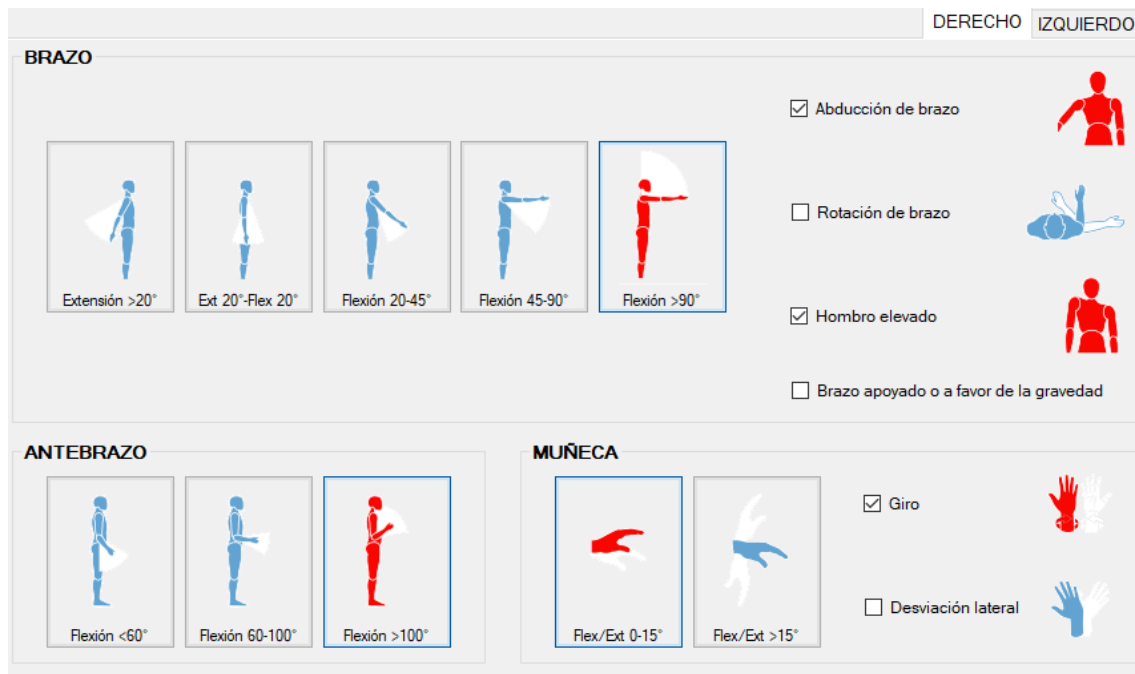 DERECHO IZQUIERDO
BRAZO
Abducción de brazo
Rotación de brazo
Extensión >20° Ext 20°-Flex 20° Flexión 20-45° Flexión 45-90° Flexión >90°
Hombro elevado
Brazo apoyado o a favor de la gravedad
ANTEBRAZO
Flexión <60° Flexión 60-100° Flexión >100°
MUÑECA
Flex/Ext 0-15° Flex/Ext >15°
Giro
Desviación lateral